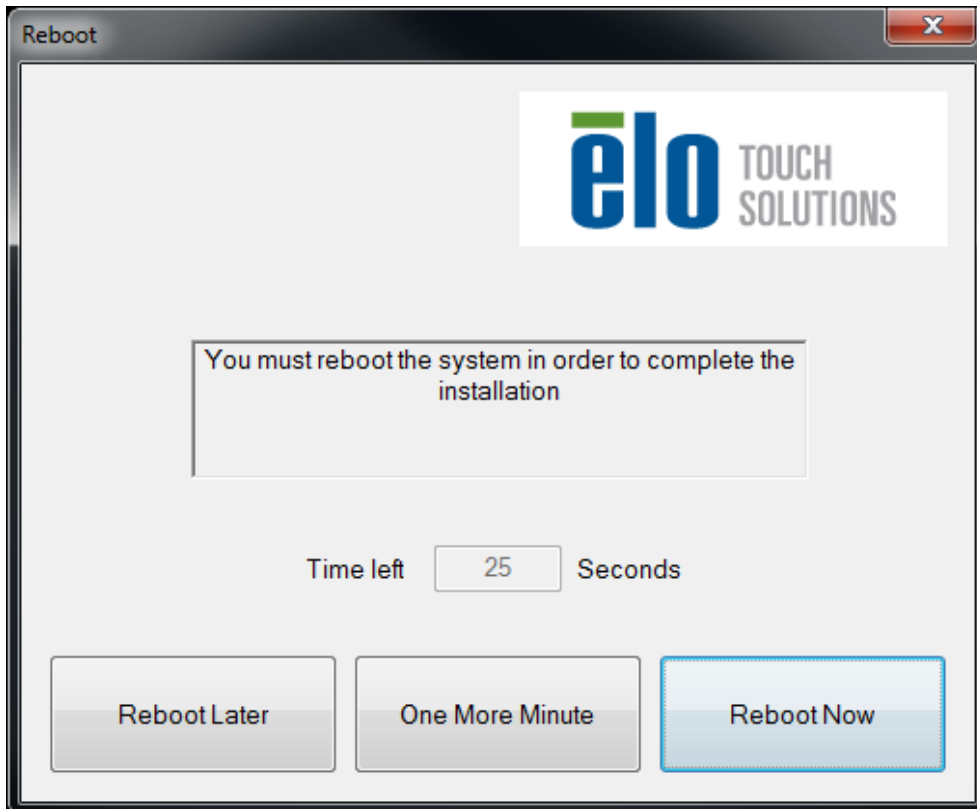 Reboot
ēlo TOUCH
SOLUTIONS
You must reboot the system in order to complete the
installation
Time left 25 Seconds
Reboot Later One More Minute Reboot Now